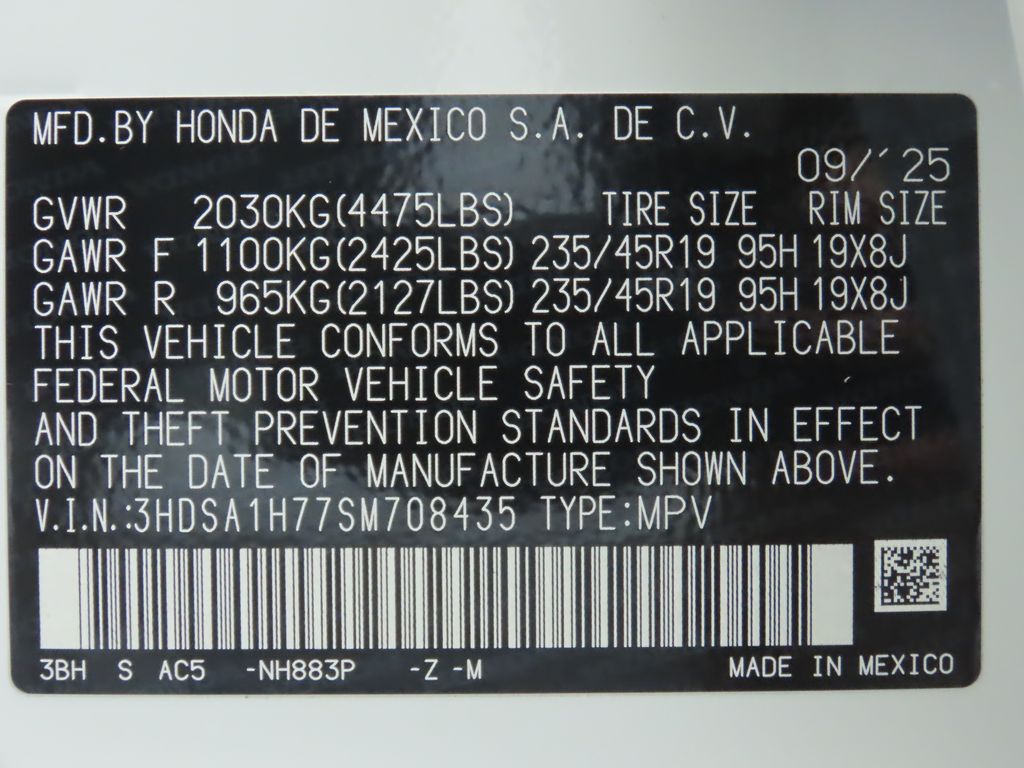 MFD.BY HONDA DE MEXICO S.A. DE C.V.
09/´25
GVWR 2030KG(4475LBS) TIRE SIZE RIM SIZE
GAWR F 1100KG(2425LBS) 235/45R19 95H 19X8J
GAWR R 965KG(2127LBS) 235/45R19 95H 19X8J
THIS VEHICLE CONFORMS TO ALL APPLICABLE
FEDERAL MOTOR VEHICLE SAFETY
AND THEFT PREVENTION STANDARDS IN EFFECT
ON THE DATE OF MANUFACTURE SHOWN ABOVE.
V.I.N.:3HDSA1H77SM708435 TYPE:MPV
3BH S AC5 -NH883P -Z -M MADE IN MEXICO